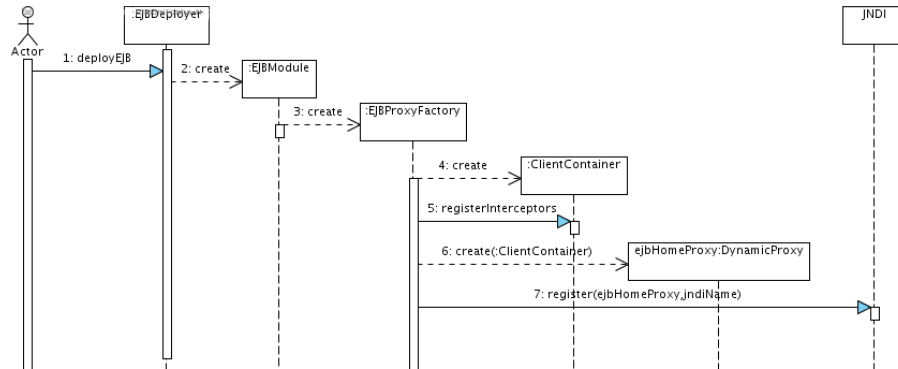 :EJBDeployer
JNDI
Actor
1: deployEJB
2: create
:EJBModule
3: create
:EJBProxyFactory
4: create
:ClientContainer
5: registerInterceptors
6: create(:ClientContainer)
ejbHomeProxy:DynamicProxy
7: register(ejbHomeProxy,jndiName)